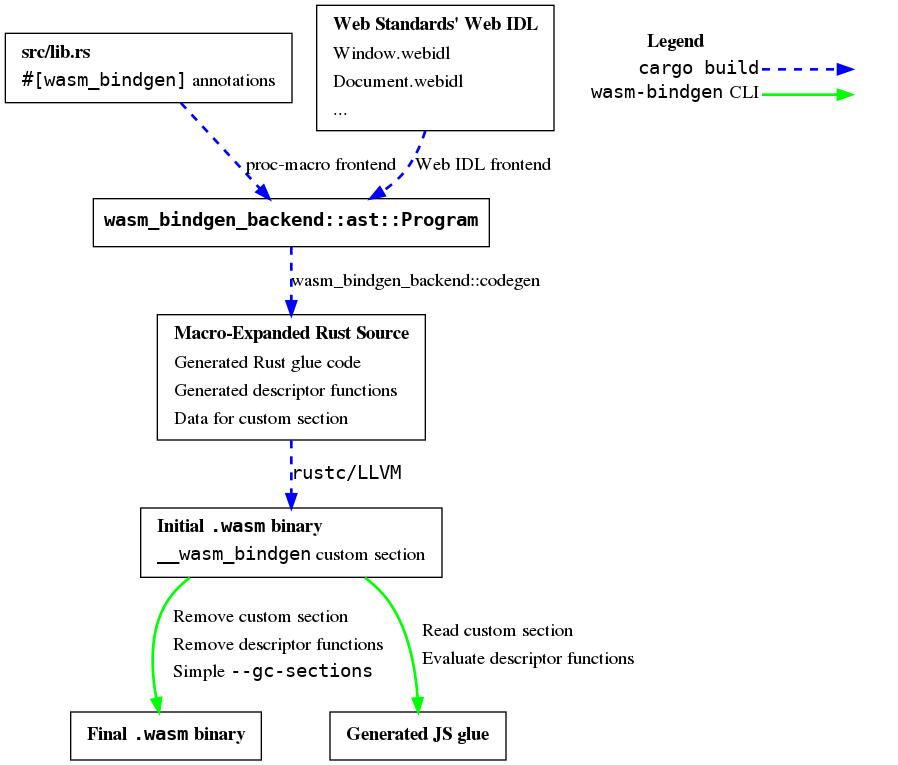 src/lib.rs
#[wasm_bindgen] annotations
Web Standards' Web IDL
Window.webidl
Document.webidl
...
Legend
cargo build
wasm-bindgen CLI
proc-macro frontend
Web IDL frontend
wasm_bindgen_backend::ast::Program
wasm_bindgen_backend::codegen
Macro-Expanded Rust Source
Generated Rust glue code
Generated descriptor functions
Data for custom section
rustc/LLVM
Initial .wasm binary
__wasm_bindgen custom section
Remove custom section
Remove descriptor functions
Simple --gc-sections
Read custom section
Evaluate descriptor functions
Final .wasm binary
Generated JS glue